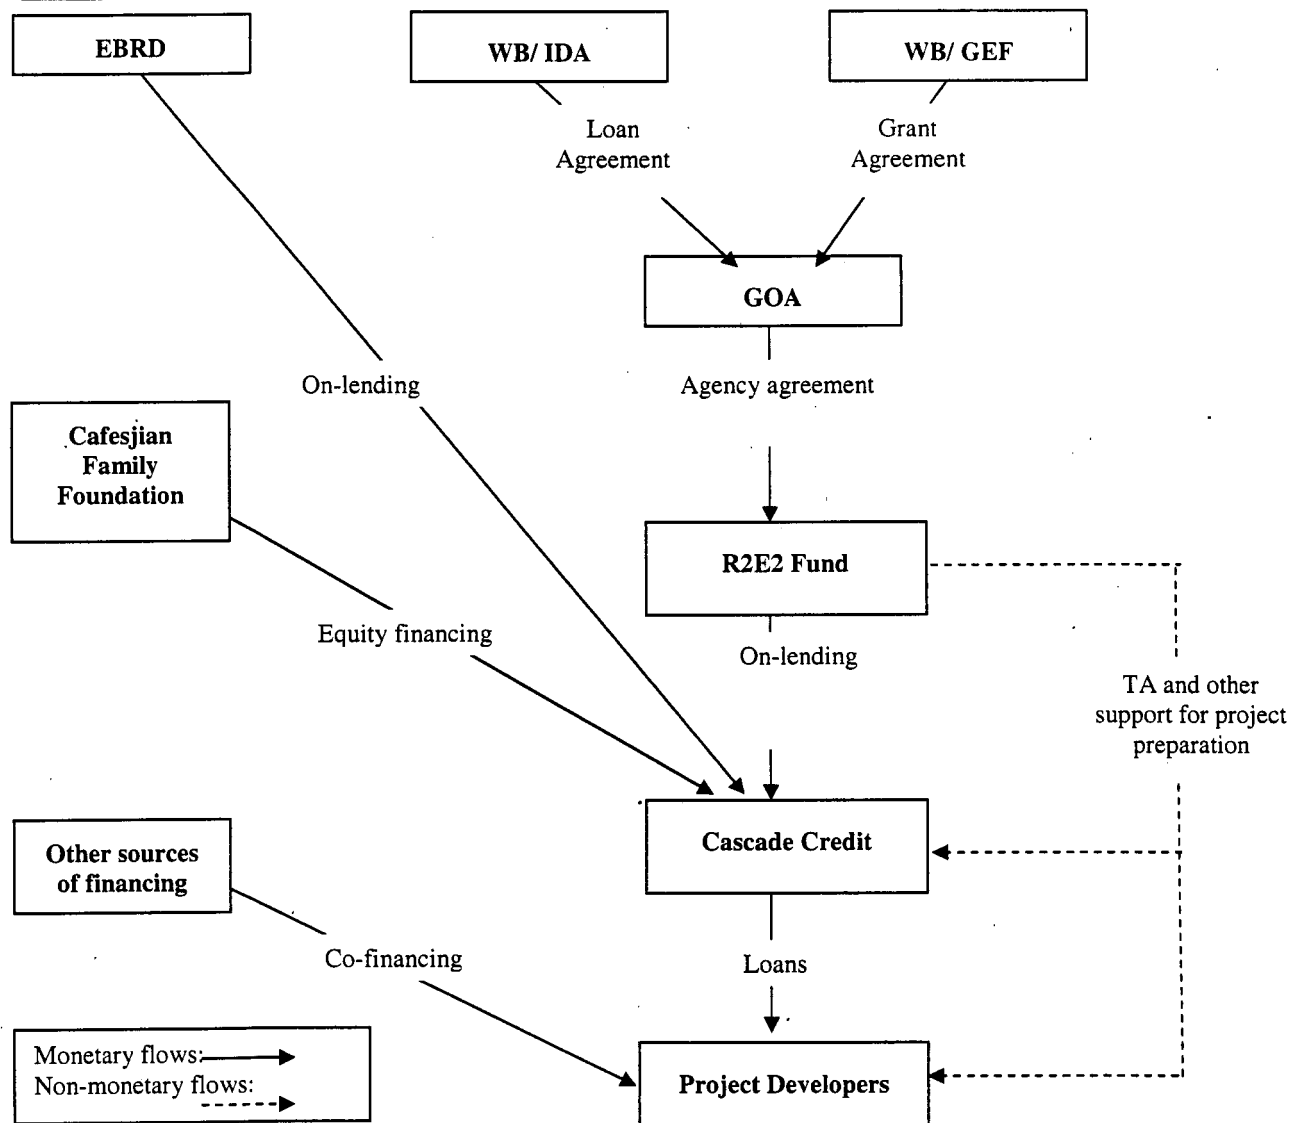 EBRD
WB/ IDA
WB/ GEF
Loan
Agreement
Grant
Agreement
GOA
On-lending
Agency agreement
Cafesjian
Family
Foundation
R2E2 Fund
Equity financing
On-lending
TA and other
support for project
preparation
Cascade Credit
Other sources
of financing
Co-financing
Loans
Monetary flows:
Non-monetary flows:
Project Developers